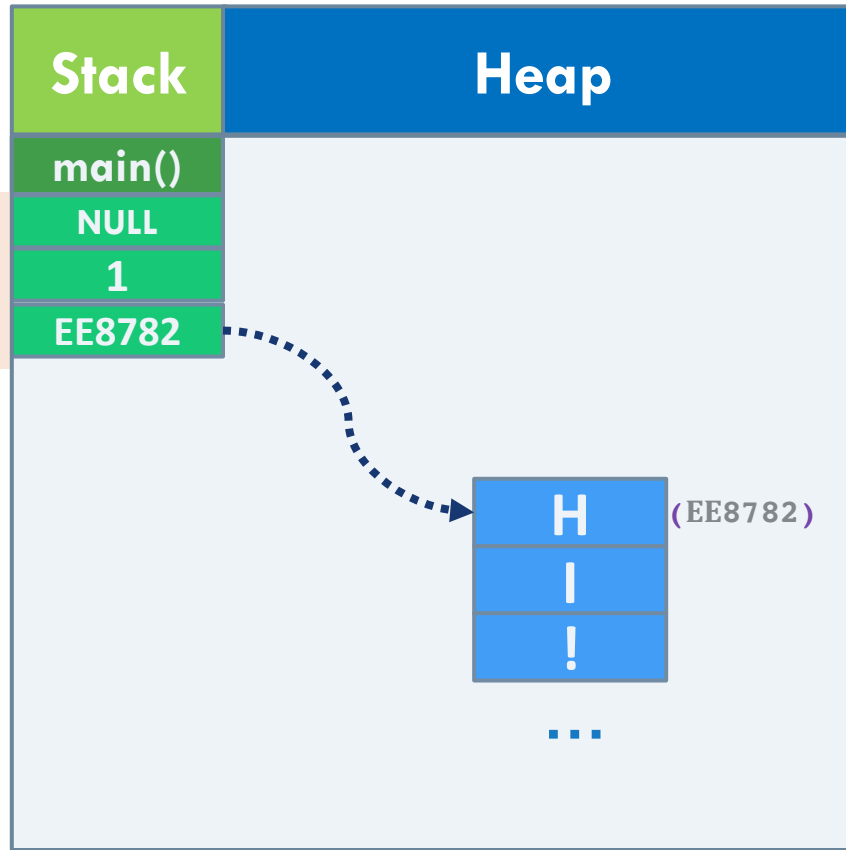 Stack Heap
main()
NULL
1
EE8782
H (EE8782)
I
!
...